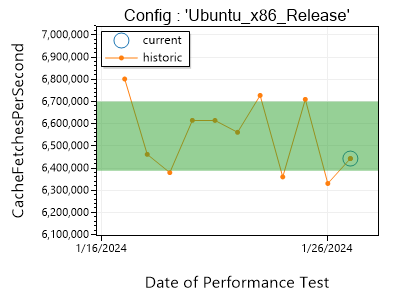 Config : 'Ubuntu_x86_Release'
current
historic
CacheFetchesPerSecond
7,000,000
6,900,000
6,800,000
6,700,000
6,600,000
6,500,000
6,400,000
6,300,000
6,200,000
6,100,000
1/16/2024
1/26/2024
Date of Performance Test